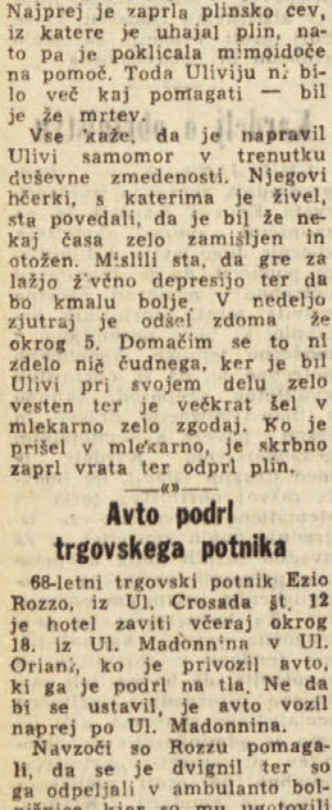 Najprej je zaprla plinsko cev,
iz katere je uhajal plin, na-
to pa je poklicala mimoidoče
na pomoč. Toda Uliviju ni bi-
lo več kaj pomagati — bil
je že mrtev.
Vse kaže, da je napravil
Ulivi samomor v trenutku
duševne zmedenosti. Njegovi
hčerki, s katerima je živel,
sta povedali, da je bil že ne-
kaj časa zelo zamišljen in
otožen. Mislili sta, da gre za
lažjo živčno depresijo ter da
bo kmalu bolje. V nedeljo
zjutraj je odšel zdoma že
okrog 5. Domačim se to ni
zdelo nič čudnega, ker je bil
Ulivi pri svojem delu zelo
vesten ter je večkrat šel v
mlekarno zelo zgodaj. Ko je
prišel v mlekarno, je skrbno
zaprl vrata ter odprl plin.
—«»—
Avto podrl
trgovskega potnika
68-letni trgovski potnik Ezio
Rozzo, iz Ul. Crosada št. 12
je hotel zaviti včeraj okrog
18. iz Ul. Madonnina v Ul.
Oriani, ko je privozil avto,
ki ga je podrl na tla. Ne da
bi se ustavil, je avto vozil
naprej po Ul. Madonnina.
Navzoči so Rozzu pomaga-
li, da se je dvignil ter so
ga odpeljali v ambulanto bol-
nišnice, kjer so mu ugotovili